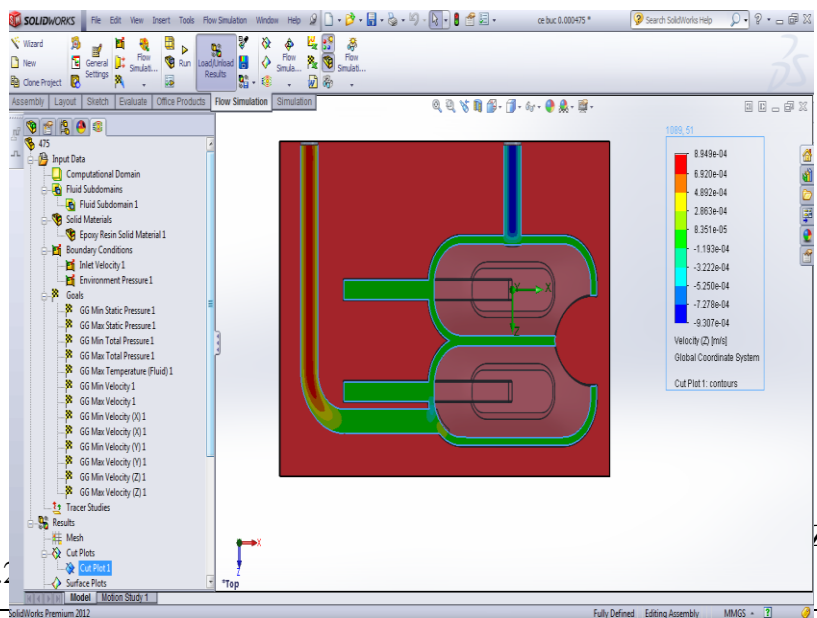 SOLIDWORKS File Edit View Insert Tools Flow Simulation Window Help ce buc 0.000475 * Search SolidWorks Help
Wizard
New
Clone Project
General Settings
Flow Simulati...
Run
Load/Unload Results
Flow Simula...
Flow Simulati...
Assembly Layout Sketch Evaluate Office Products Flow Simulation Simulation
475
Input Data
Computational Domain
Fluid Subdomains
Fluid Subdomain 1
Solid Materials
Epoxy Resin Solid Material 1
Boundary Conditions
Inlet Velocity 1
Environment Pressure 1
Goals
GG Min Static Pressure 1
GG Max Static Pressure 1
GG Min Total Pressure 1
GG Max Total Pressure 1
GG Max Temperature (Fluid) 1
GG Min Velocity 1
GG Max Velocity 1
GG Min Velocity (X) 1
GG Max Velocity (X) 1
GG Min Velocity (Y) 1
GG Max Velocity (Y) 1
GG Min Velocity (Z) 1
GG Max Velocity (Z) 1
Tracer Studies
Results
Mesh
Cut Plots
Cut Plot 1
Surface Plots
1089, 51
8.949e-04
6.920e-04
4.892e-04
2.863e-04
8.351e-05
-1.193e-04
-3.222e-04
-5.250e-04
-7.278e-04
-9.307e-04
Velocity (Z) [m/s]
Global Coordinate System
Cut Plot 1: contours
Y X
Z
X
Z
*Top
Model Motion Study 1
SolidWorks Premium 2012 Fully Defined Editing Assembly MMGS